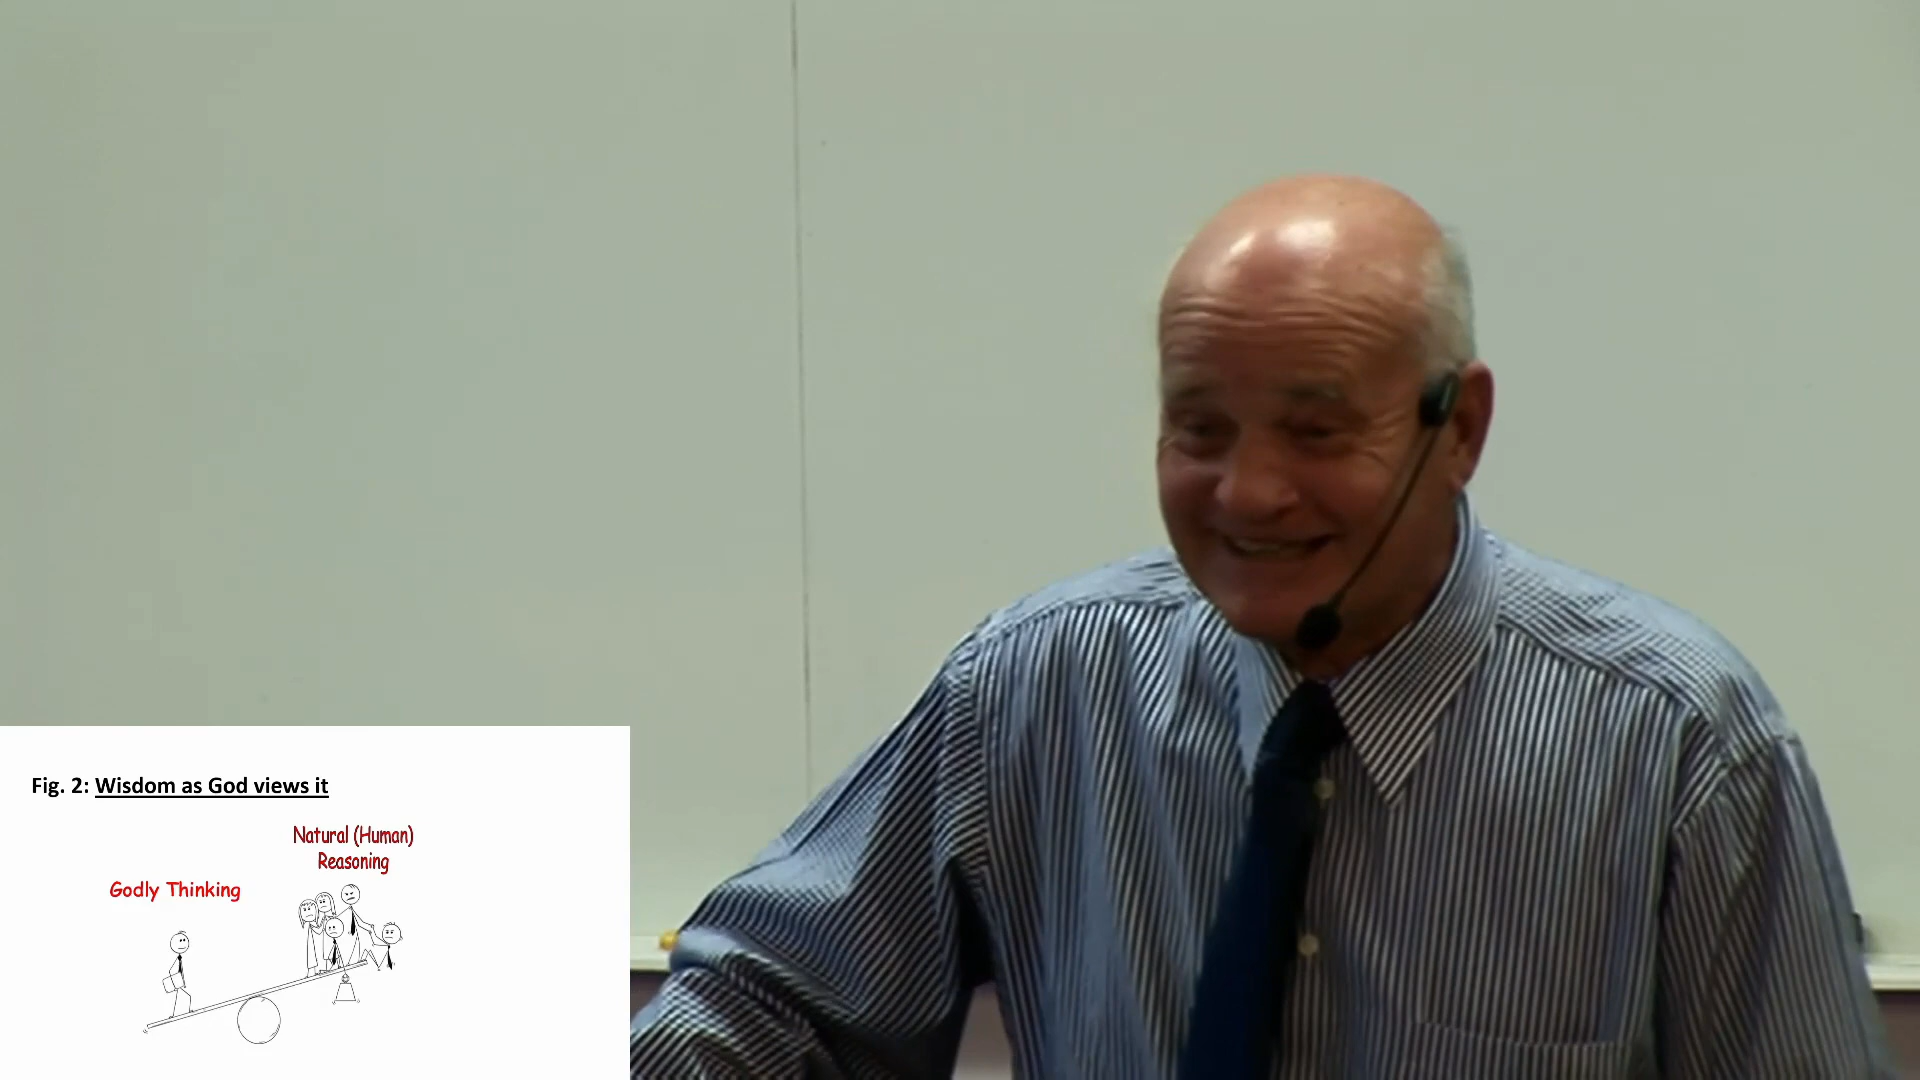 Fig. 2: Wisdom as God views it
Natural (Human)
Reasoning
Godly Thinking